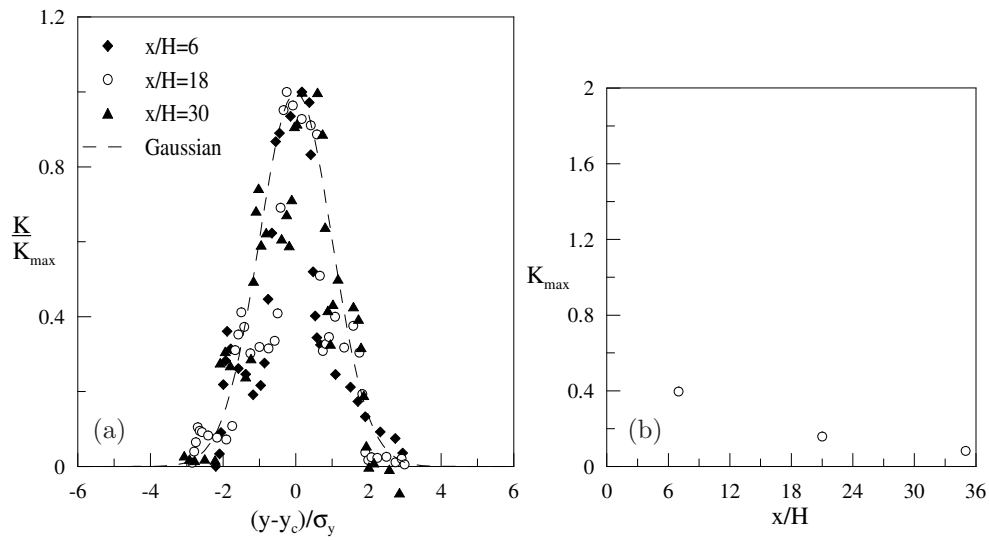 1.2
x/H=6
x/H=18
x/H=30
Gaussian
0.8
K
K_max
0.4
(a)
0
-6 -4 -2 0 2 4 6
(y-y_c)/σ_y
2
1.6
1.2
K_max
0.8
0.4
(b)
0
0 6 12 18 24 30 36
x/H